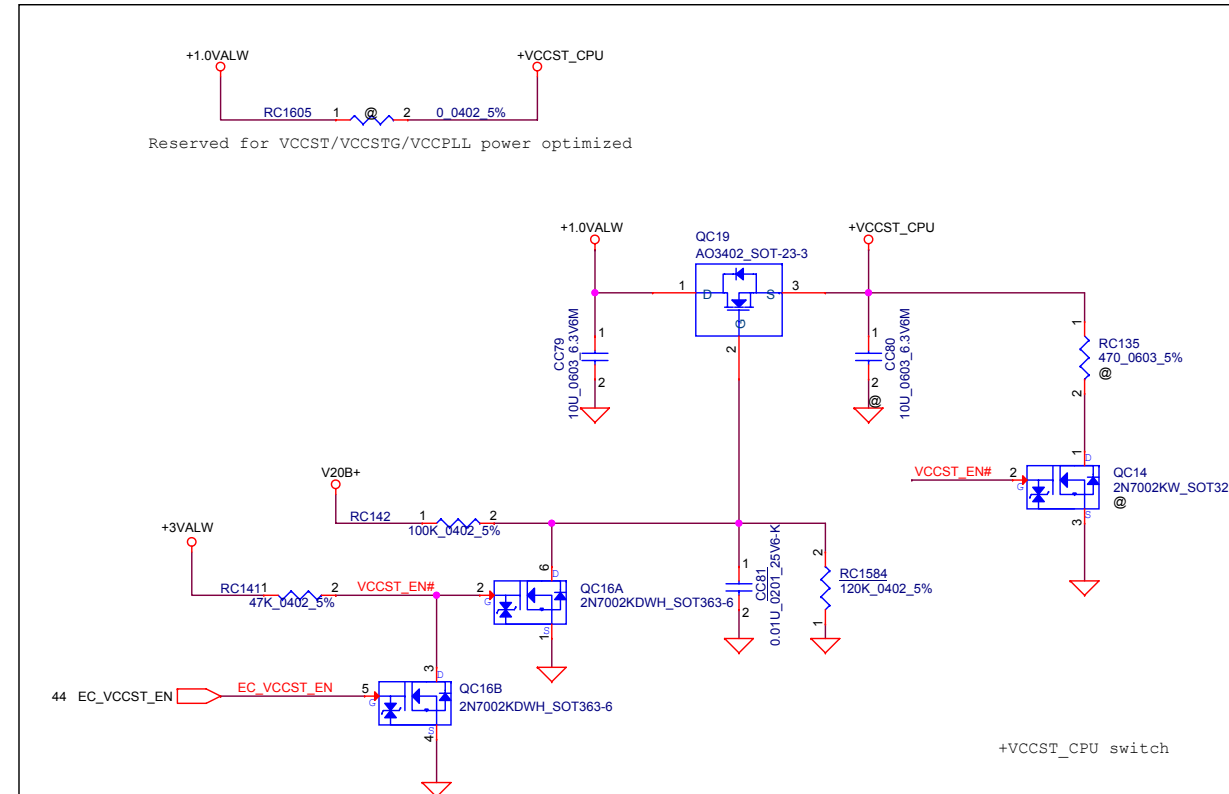 +1.0VALW
+VCCST_CPU
RC1605 1 @ 2 0_0402_5%
Reserved for VCCST/VCCSTG/VCCPLL power optimized
+1.0VALW
QC19
AO3402_SOT-23-3
+VCCST_CPU
1 D S 3
G
2
1
CC79
10U_0603_6.3V6M
2
1
CC80
10U_0603_6.3V6M
2
@
1
RC135
470_0603_5%
@
2
VCCST_EN# 2
G
1
D
S
3
QC14
2N7002KW_SOT32
@
V20B+
RC142 1 2
100K_0402_5%
+3VALW
RC1411 2
47K_0402_5%
VCCST_EN# 2
G
6
D
S
1
QC16A
2N7002KDWH_SOT363-6
1
CC81
0.01U_0201_25V6-K
2
2
RC1584
120K_0402_5%
1
44 EC_VCCST_EN
EC_VCCST_EN 5
G
3
D
S
4
QC16B
2N7002KDWH_SOT363-6
+VCCST_CPU switch